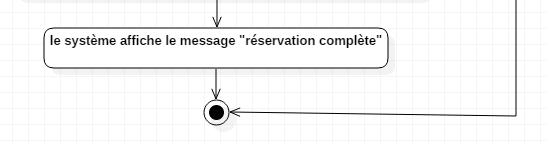 le système affiche le message "réservation complète"